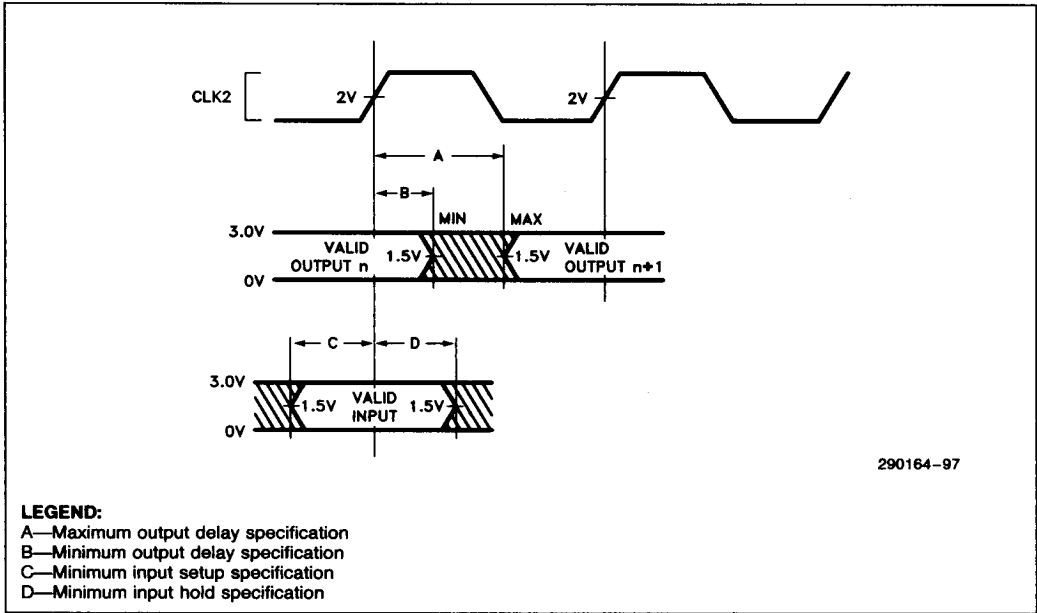 CLK2
2V
2V
A
B
MIN MAX
3.0V
VALID OUTPUT n
1.5V
1.5V
VALID OUTPUT n+1
0V
C
D
3.0V
1.5V
VALID INPUT
1.5V
0V
290164-97
LEGEND:
A—Maximum output delay specification
B—Minimum output delay specification
C—Minimum input setup specification
D—Minimum input hold specification